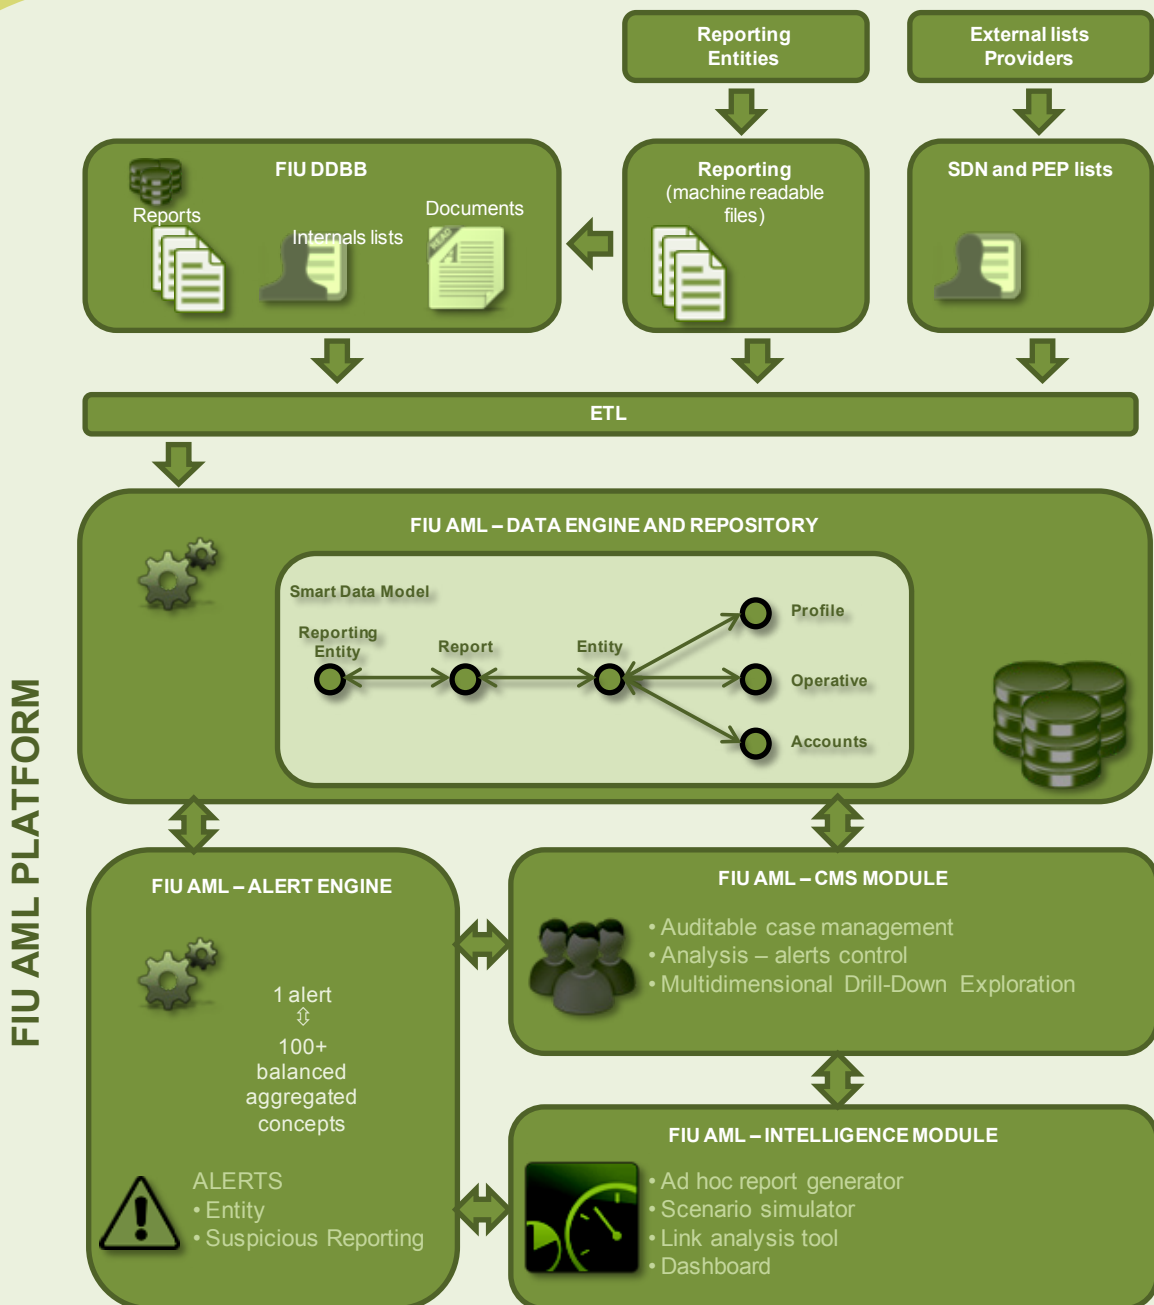 Reporting
Entities
External lists
Providers
FIU DDBB
Reports
Internals lists
Documents
READ
A
Reporting
(machine readable
files)
SDN and PEP lists
ETL
FIU AML – DATA ENGINE AND REPOSITORY
Smart Data Model
Reporting
Entity
Report
Entity
Profile
Operative
Accounts
FIU AML PLATFORM
FIU AML – ALERT ENGINE
1 alert
⇕
100+
balanced
aggregated
concepts
ALERTS
• Entity
• Suspicious Reporting
FIU AML – CMS MODULE
• Auditable case management
• Analysis – alerts control
• Multidimensional Drill-Down Exploration
FIU AML – INTELLIGENCE MODULE
• Ad hoc report generator
• Scenario simulator
• Link analysis tool
• Dashboard